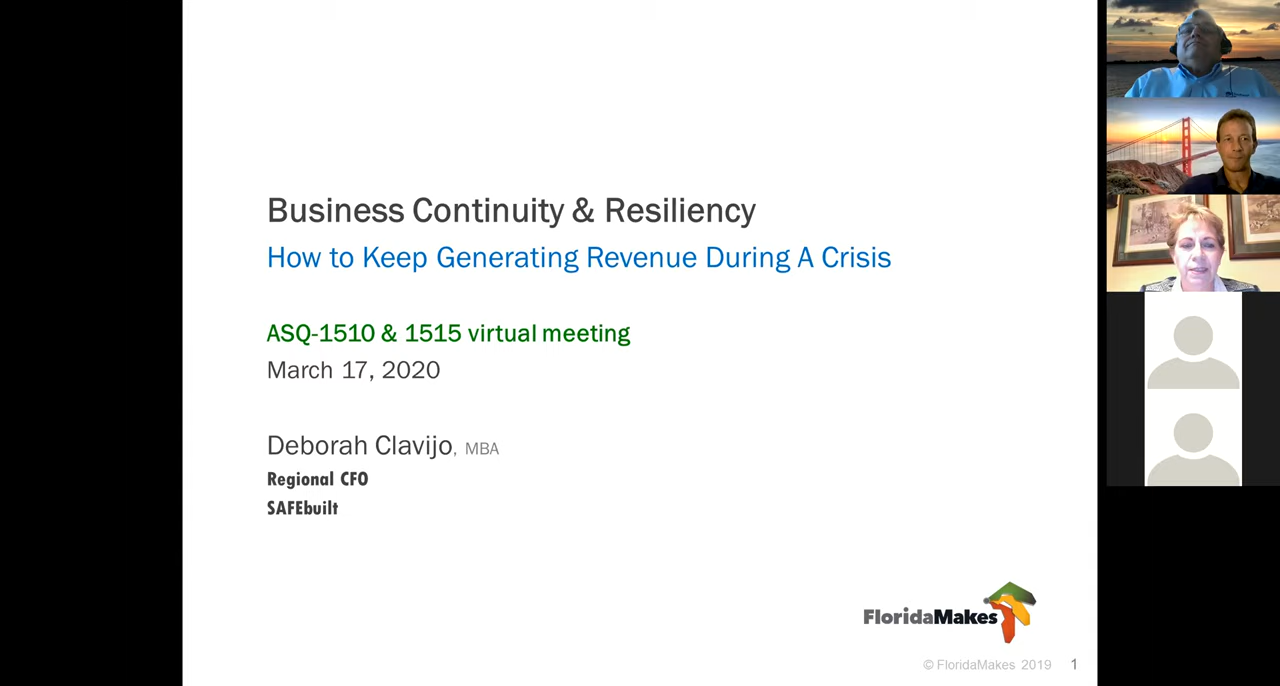 Business Continuity & Resiliency
How to Keep Generating Revenue During A Crisis
ASQ-1510 & 1515 virtual meeting
March 17, 2020
Deborah Clavijo, MBA
Regional CFO
SAFEbuilt
FloridaMakes
© FloridaMakes 2019 1